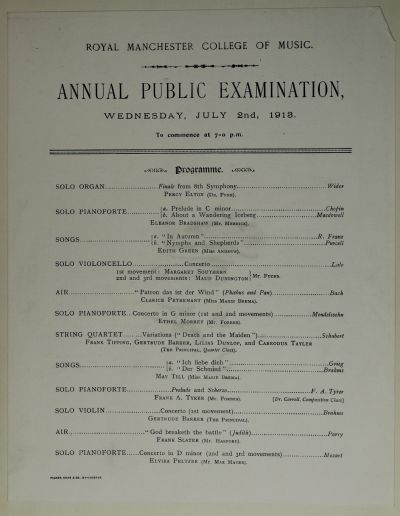 ROYAL MANCHESTER COLLEGE OF MUSIC.
ANNUAL PUBLIC EXAMINATION,
WEDNESDAY, JULY 2nd, 1913.
To commence at 7-0 p.m.
Programme.
SOLO ORGAN Finale from 8th Symphony Widor
PERCY ELTON (DR. PYNE).
SOLO PIANOFORTE a. Prelude in C minor Chopin
b. About a Wandering Iceberg Macdowell
ELEANOR BRADSHAW (MR. MERRICK).
SONGS a. "In Autumn" R. Franz
b. "Nymphs and Shepherds" Purcell
EDITH GREEN (MISS ANDREW).
SOLO VIOLONCELLO Concerto Lalo
1st movement: MARGARET SOUTHERN
2nd and 3rd movements: MAUD DUNINGTON MR. FUCHS.
AIR "Patron das ist der Wind" (Phœbus and Pan) Bach
CLARICE (MISS MARIE BREMA).
SOLO PIANOFORTE Concerto in G minor (1st and 2nd movements) Mendelssohn
ETHEL (MR. FORBES).
STRING QUARTET Variations ("Death and the Maiden") Schubert
FRANK TIPPING, GERTRUDE BARKER, LILIAS DUNLOP, AND CARRODUS TAYLER
(THE PRINCIPAL, Quartet Class).
SONGS a. "Ich liebe dich" Grieg
b. "Der Schmied" Brahms
MAY TILL (MISS MARIE BREMA).
SOLO PIANOFORTE Prelude and Scherzo F. A. Tyrer
FRANK A. TYRER (MR. FORBES). [Dr. Carroll, Composition Class]
SOLO VIOLIN Concerto (1st movement) Brahms
GERTRUDE BARKER (THE PRINCIPAL).
AIR "God breaketh the battle" (Judith) Parry
FRANK SLATER (MR. HARFORD).
SOLO PIANOFORTE Concerto in D minor (2nd and 3rd movements) Mozart
ELVIRA PELTZER (MR. MAX MAYER).